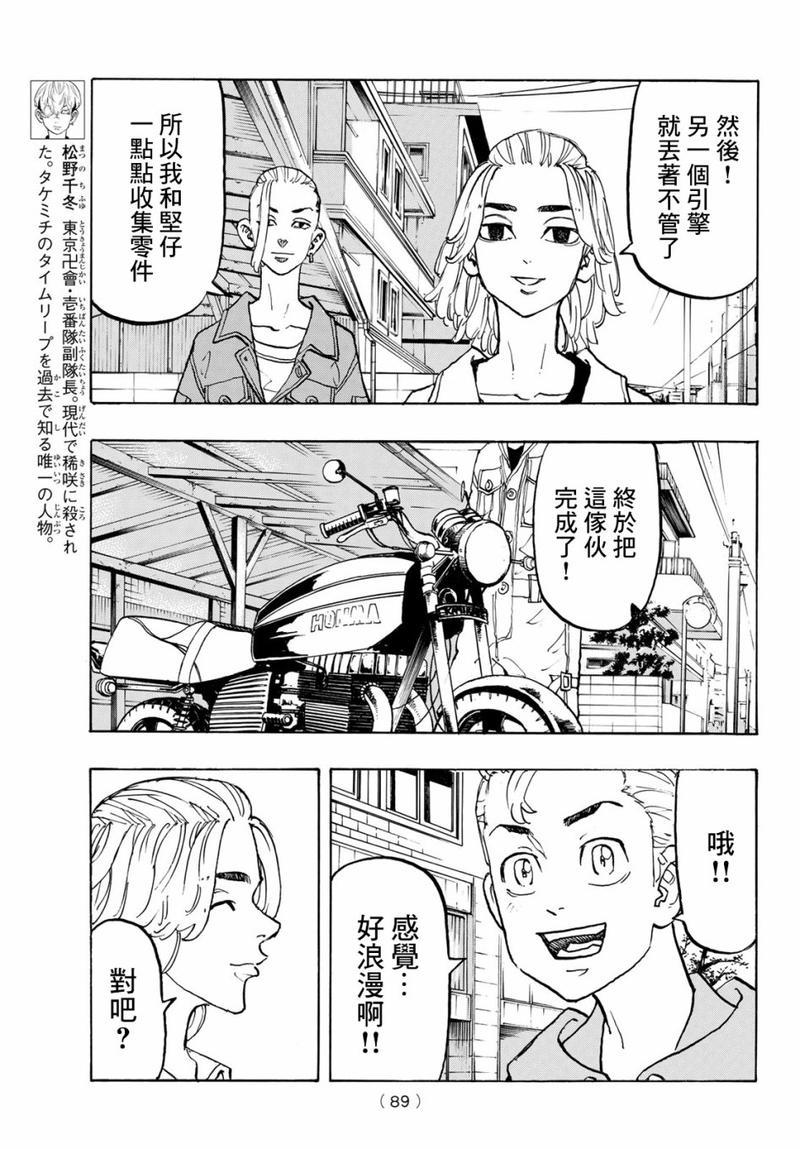 然後！
另一個引擎
就丟著不管了
所以我和堅仔
一點點收集零件
終於把
這傢伙
完成了！
HONMA
哦！！
感覺…
好浪漫啊！！
對吧？
松野千冬　東京卍會・壱番隊副隊長。現代で稀咲に殺され
た。タケミチのタイムリープを過去で知る唯一の人物。
（89）